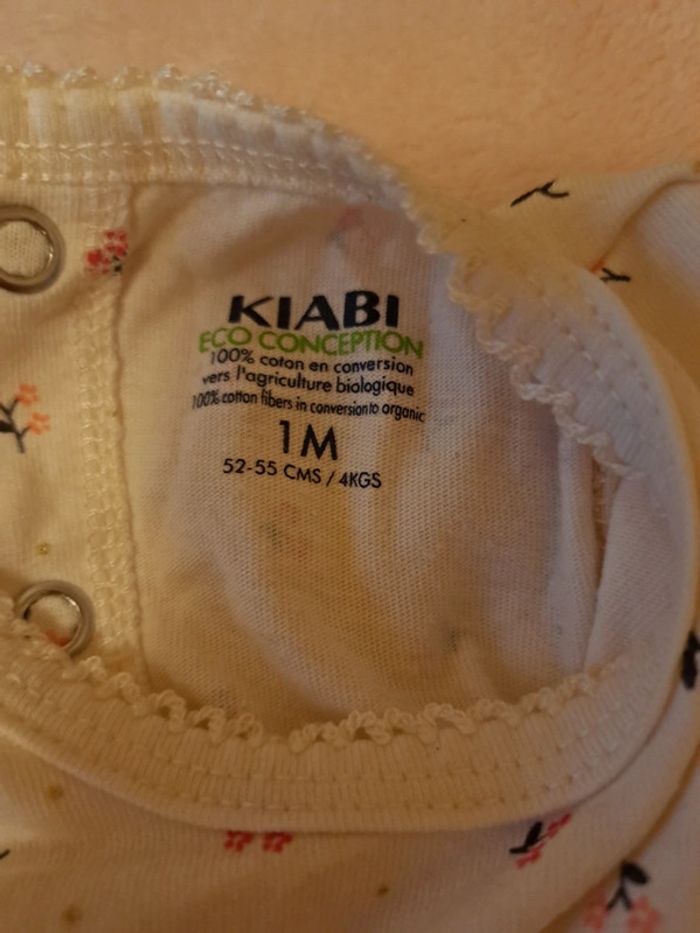 KIABI
ECO CONCEPTION
100% coton en conversion
vers l'agriculture biologique
100% cotton fibers in conversion to organic
1M
52-55 CMS / 4KGS